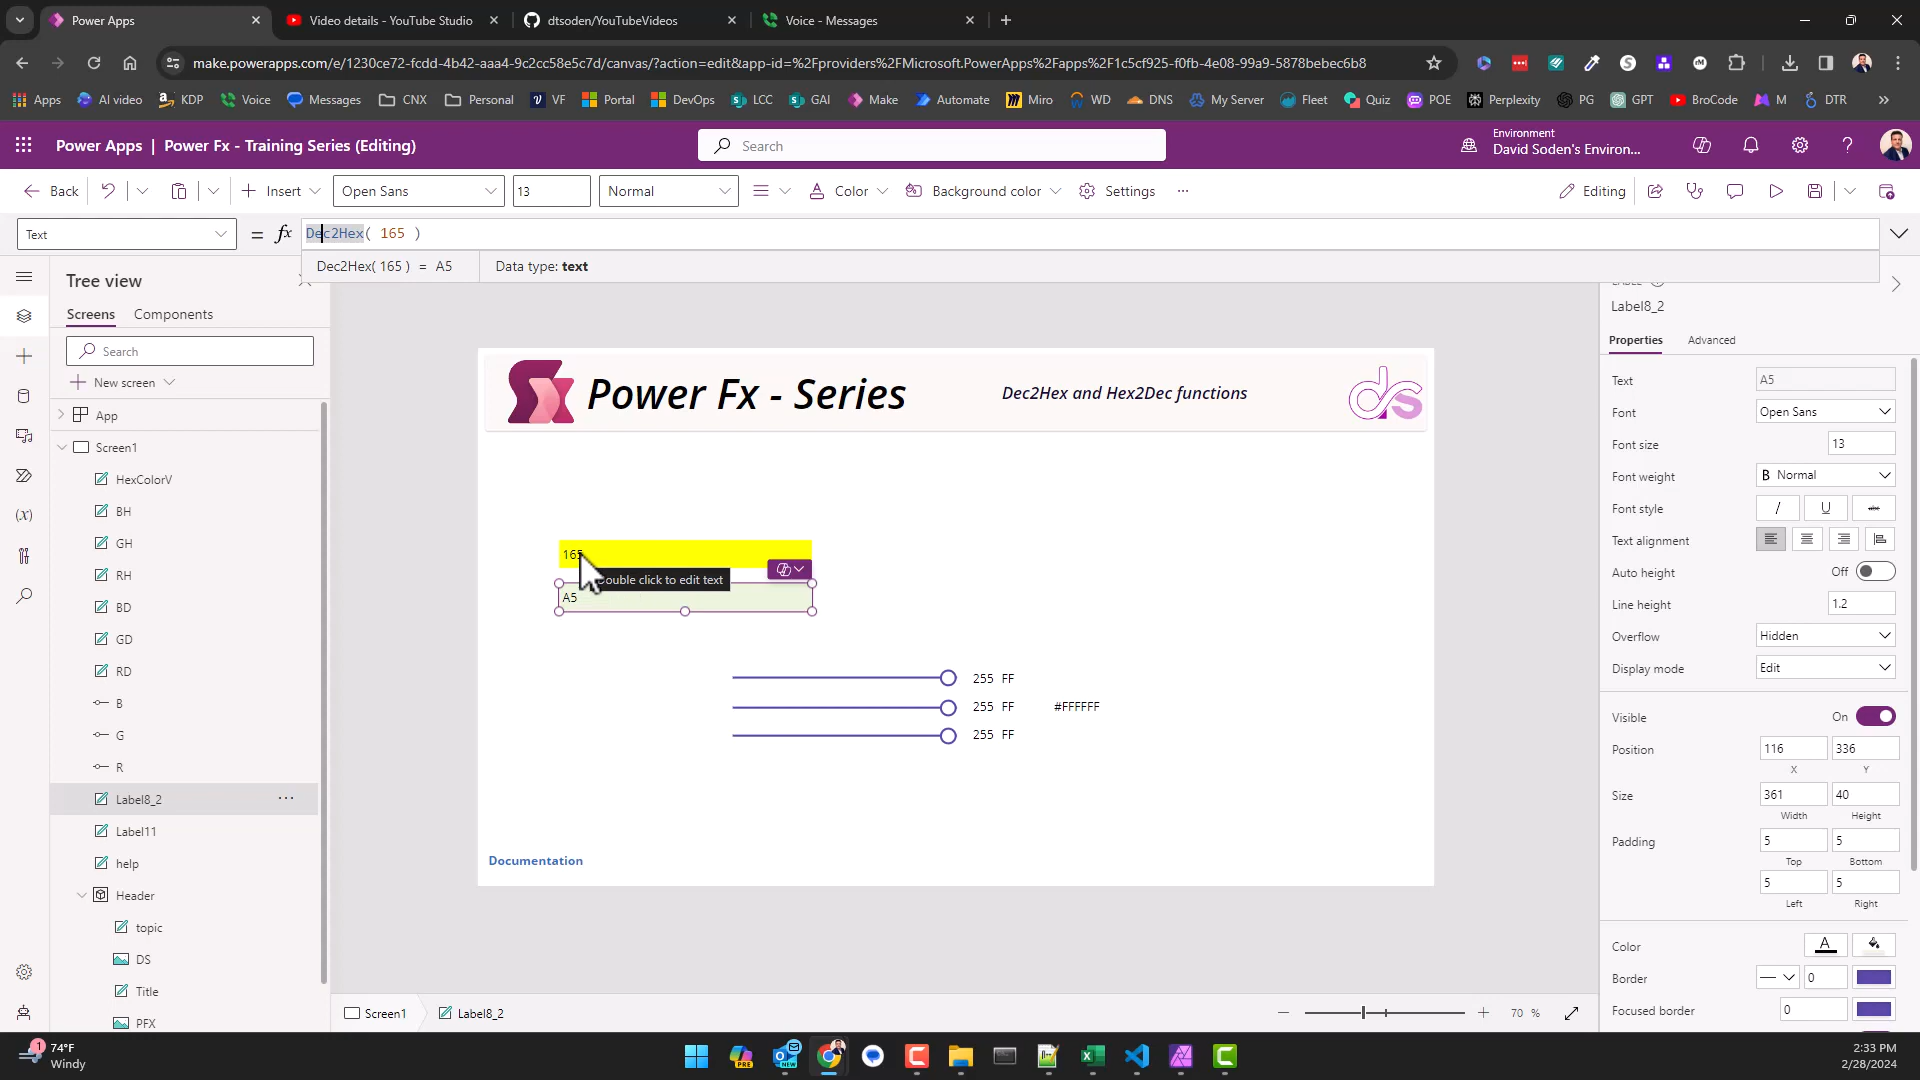 Power Apps
Video details - YouTube Studio
dtsoden/YouTubeVideos
Voice - Messages
make.powerapps.com/e/1230ce72-fcdd-4b42-aaa4-9c2cc58e5c7d/canvas/?action=edit&app-id=%2Fproviders%2FMicrosoft.PowerApps%2Fapps%2F1c5cf925-f0fb-4e08-99a9-5878bebec6b8
Apps AI video KDP Voice Messages CNX Personal VF Portal DevOps LCC GAI Make Automate Miro WD DNS My Server Fleet Quiz POE Perplexity PG GPT BroCode M DTR
Power Apps | Power Fx - Training Series (Editing)
Search
Environment
David Soden's Environ...
Back
Insert
Open Sans
13
Normal
Color
Background color
Settings
Editing
Text
= fx Dec2Hex( 165 )
Dec2Hex( 165 ) = A5
Data type: text
Tree view
Screens
Components
Search
New screen
App
Screen1
HexColorV
BH
GH
RH
BD
GD
RD
B
G
R
Label8_2
Label11
help
Header
topic
DS
Title
PFX
Power Fx - Series
Dec2Hex and Hex2Dec functions
ds
165
ouble click to edit text
A5
255 FF
255 FF #FFFFFF
255 FF
Documentation
Label8_2
Properties
Advanced
Text A5
Font Open Sans
Font size 13
Font weight B Normal
Font style / U abc
Text alignment
Auto height Off
Line height 1.2
Overflow Hidden
Display mode Edit
Visible On
Position 116 336
X Y
Size 361 40
Width Height
Padding 5 5
Top Bottom
5 5
Left Right
Color A
Border 0
Focused border 0
Screen1
Label8_2
70 %
1
74°F
Windy
PRE
NEW
2:33 PM
2/28/2024